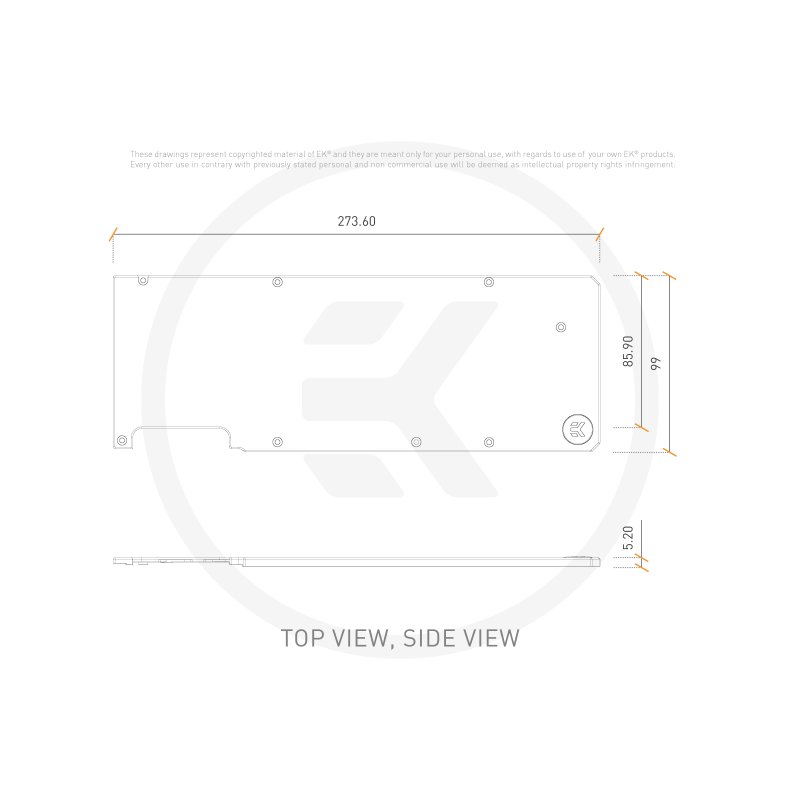 These drawings represent copyrighted material of EK® and they are meant only for your personal use, with regards to use of your own EK® products.
Every other use in contrary with previously stated personal and non commercial use will be deemed as intellectual property rights infringement.
273.60
85.90
99
5.20
TOP VIEW, SIDE VIEW